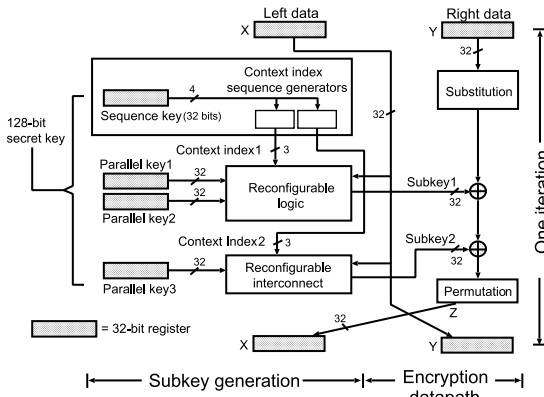 Left data
Right data
X
Y
32
4
Context index
sequence generators
Substitution
Sequence key(32 bits)
32
128-bit
secret key
Context index1
3
Parallel key1
32
Reconfigurable
logic
Subkey1
32
32
Parallel key2
Context Index2
3
Subkey2
32
32
Reconfigurable
interconnect
Parallel key3
Permutation
Z
32
= 32-bit register
X
Y
One iteration
Subkey generation
Encryption
datapath